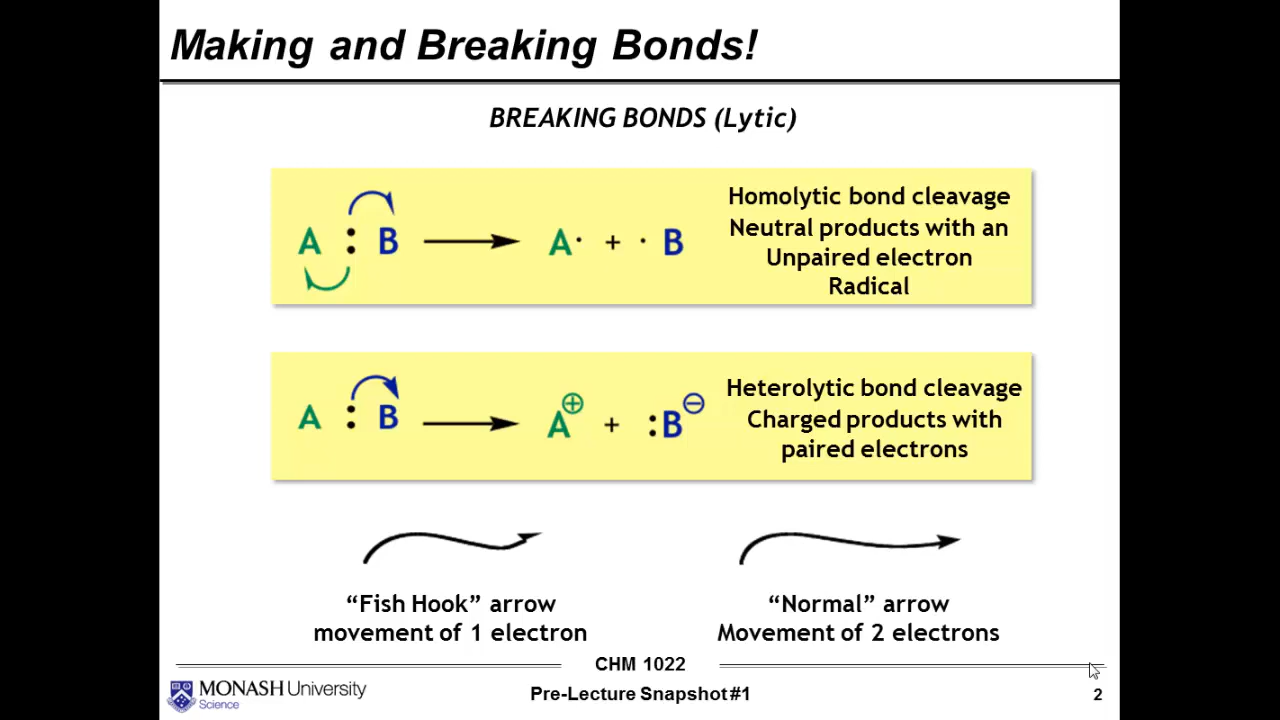 Making and Breaking Bonds!
BREAKING BONDS (Lytic)
A : B A· + · B
Homolytic bond cleavage
Neutral products with an
Unpaired electron
Radical
A : B A⊕ + :B⊖
Heterolytic bond cleavage
Charged products with
paired electrons
“Fish Hook” arrow
movement of 1 electron
“Normal” arrow
Movement of 2 electrons
CHM 1022
MONASH University
Science
Pre-Lecture Snapshot #1
2